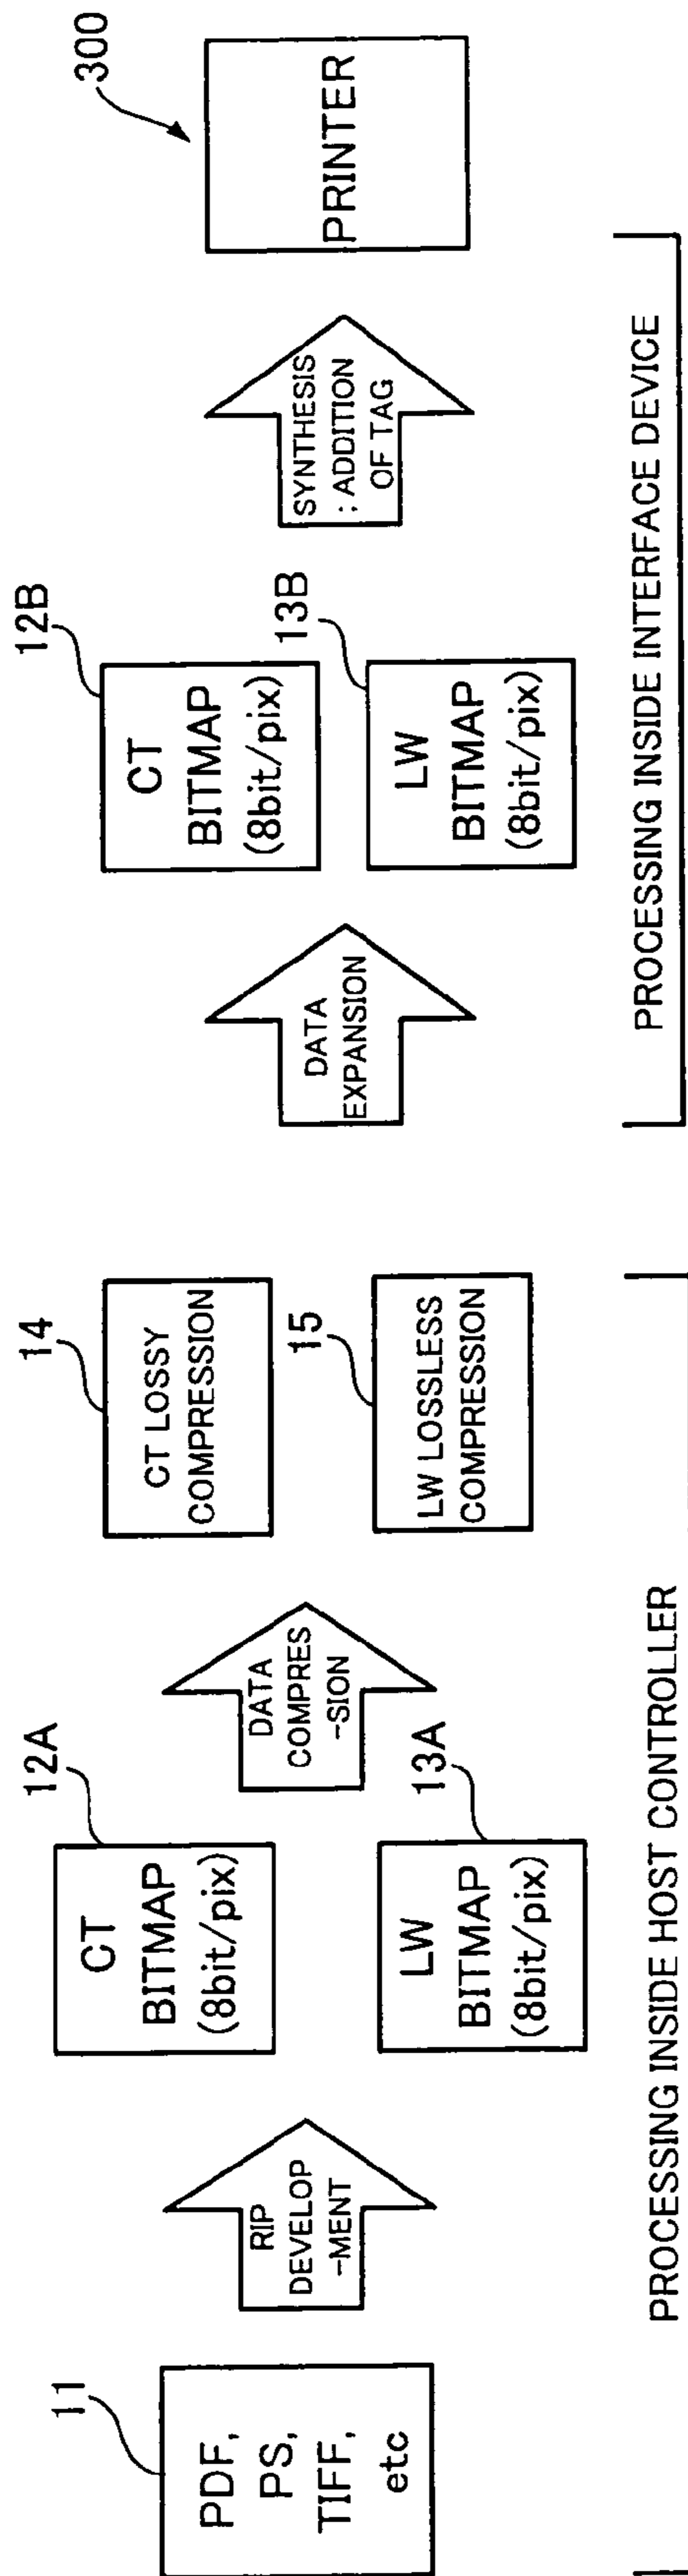 11
PDF,
PS,
TIFF,
etc
RIP
DEVELOP
-MENT
12A
CT
BITMAP
(8bit/pix)
13A
LW
BITMAP
(8bit/pix)
DATA
COMPRES
-SION
14
CT LOSSY
COMPRESSION
15
LW LOSSLESS
COMPRESSION
PROCESSING INSIDE HOST CONTROLLER
DATA
EXPANSION
12B
CT
BITMAP
(8bit/pix)
13B
LW
BITMAP
(8bit/pix)
SYNTHESIS
: ADDITION
OF TAG
300
PRINTER
PROCESSING INSIDE INTERFACE DEVICE